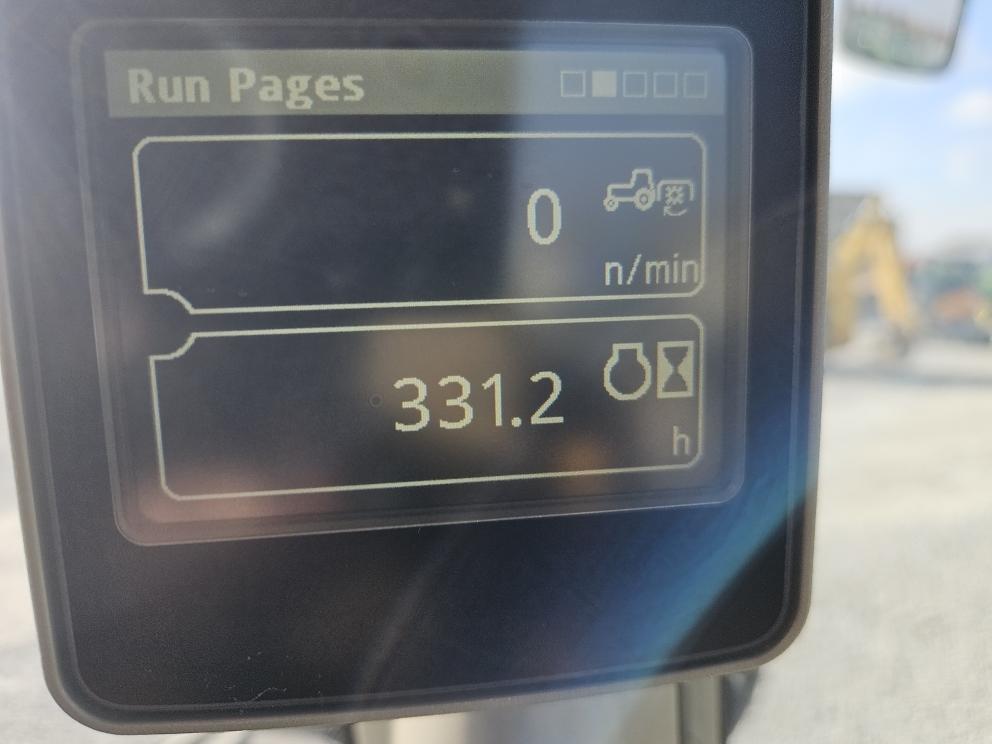 Run Pages
0
n/min
331.2
h